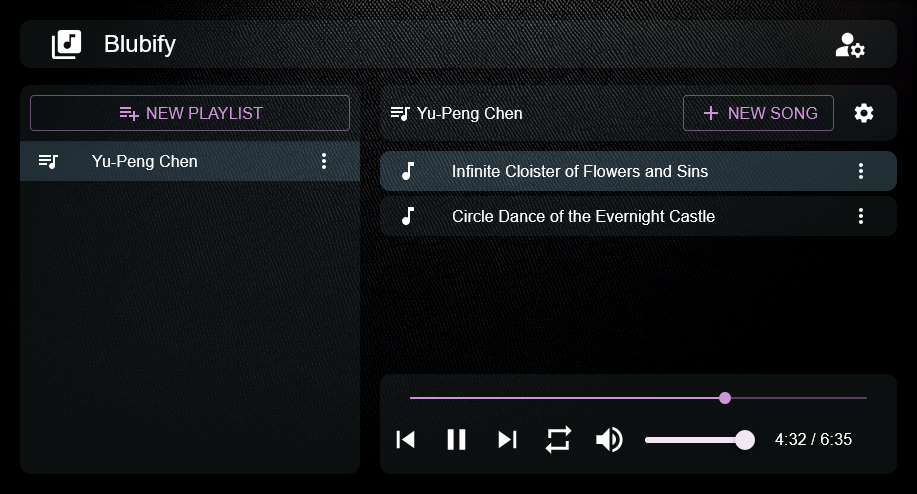 Blubify
NEW PLAYLIST
Yu-Peng Chen
Yu-Peng Chen
NEW SONG
Infinite Cloister of Flowers and Sins
Circle Dance of the Evernight Castle
4:32 / 6:35